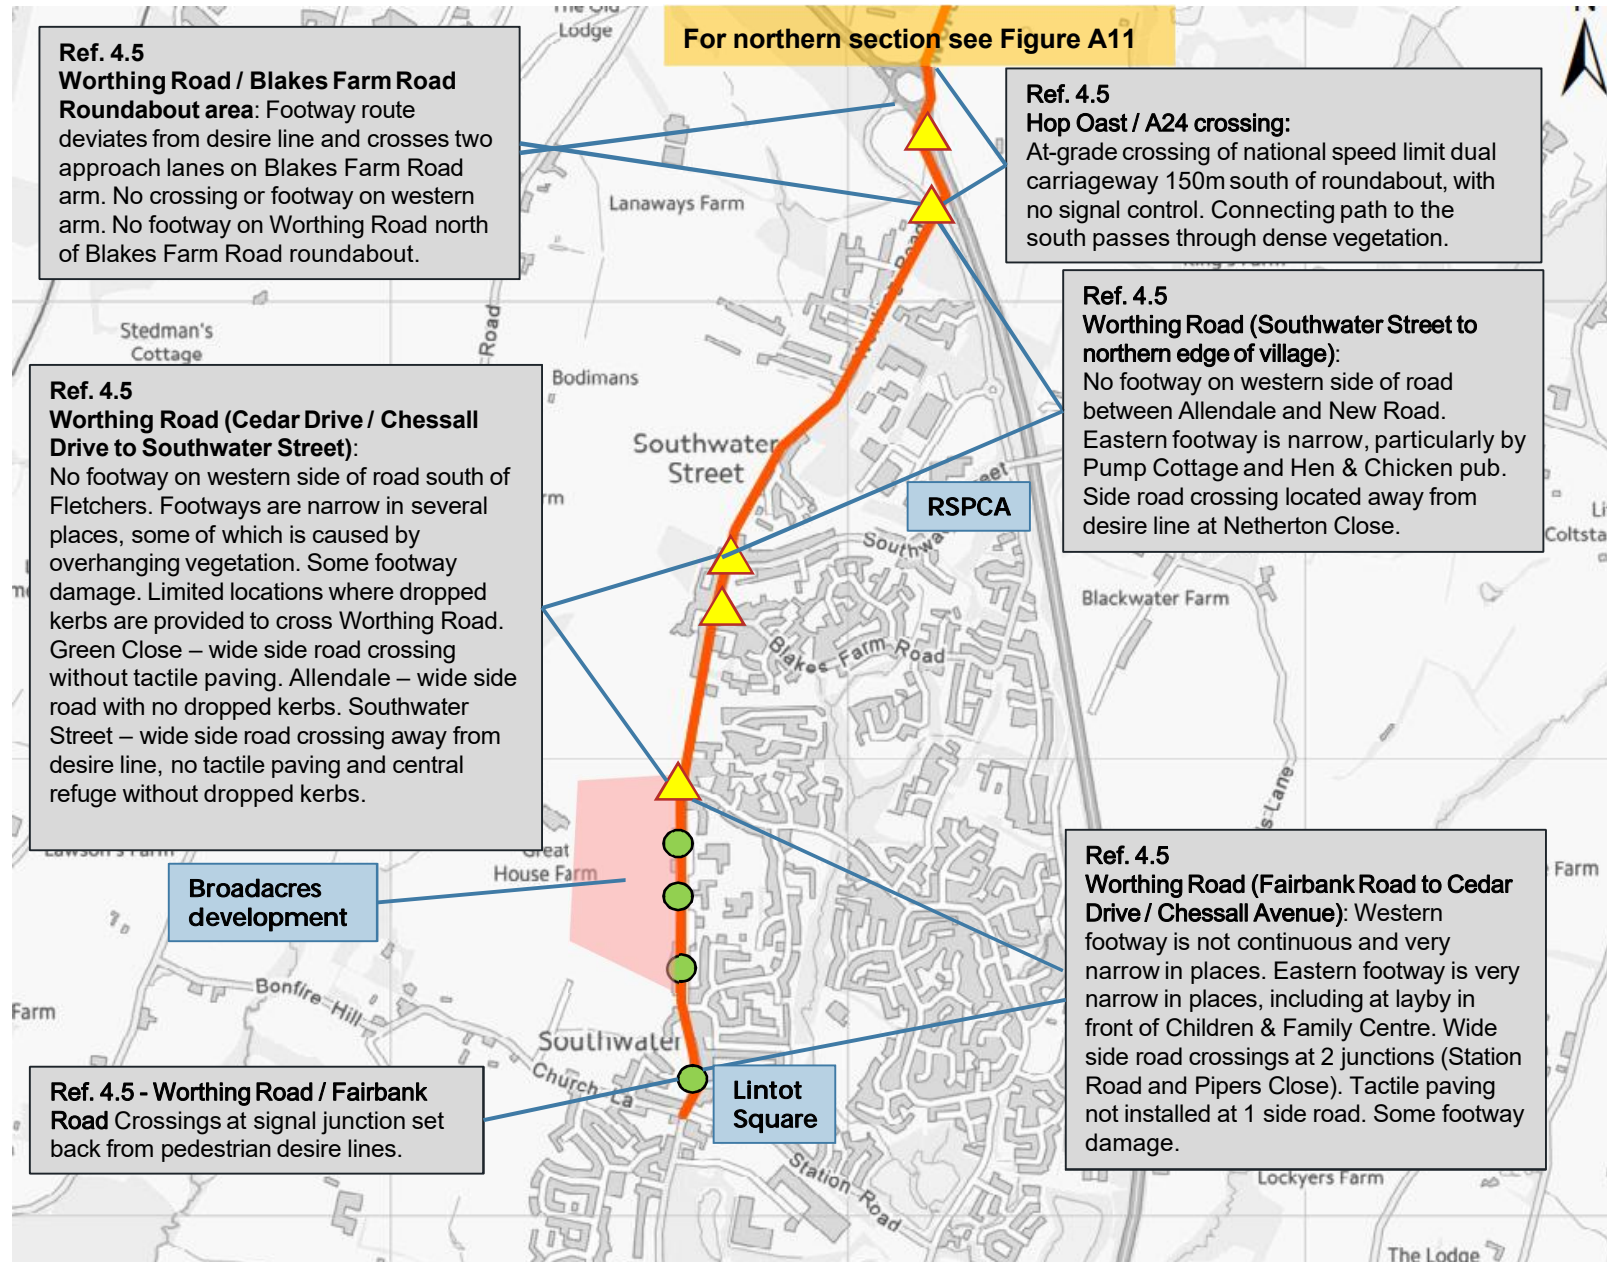 The Old
Lodge
For northern section see Figure A11
N
Ref. 4.5
Worthing Road / Blakes Farm Road
Roundabout area: Footway route
deviates from desire line and crosses two
approach lanes on Blakes Farm Road
arm. No crossing or footway on western
arm. No footway on Worthing Road north
of Blakes Farm Road roundabout.
Ref. 4.5
Hop Oast / A24 crossing:
At-grade crossing of national speed limit dual
carriageway 150m south of roundabout, with
no signal control. Connecting path to the
south passes through dense vegetation.
Lanaways Farm
Road
Stedman's
Cottage
Road
Bodimans
Ref. 4.5
Worthing Road (Southwater Street to
northern edge of village):
No footway on western side of road
between Allendale and New Road.
Eastern footway is narrow, particularly by
Pump Cottage and Hen & Chicken pub.
Side road crossing located away from
desire line at Netherton Close.
Ref. 4.5
Worthing Road (Cedar Drive / Chessall
Drive to Southwater Street):
No footway on western side of road south of
Fletchers. Footways are narrow in several
places, some of which is caused by
overhanging vegetation. Some footway
damage. Limited locations where dropped
kerbs are provided to cross Worthing Road.
Green Close – wide side road crossing
without tactile paving. Allendale – wide side
road with no dropped kerbs. Southwater
Street – wide side road crossing away from
desire line, no tactile paving and central
refuge without dropped kerbs.
Southwater
Street
RSPCA
Blackwater Farm
Blakes Farm Road
Great
House Farm
Broadacres
development
Farm
Ref. 4.5
Worthing Road (Fairbank Road to Cedar
Drive / Chessall Avenue): Western
footway is not continuous and very
narrow in places. Eastern footway is very
narrow in places, including at layby in
front of Children & Family Centre. Wide
side road crossings at 2 junctions (Station
Road and Pipers Close). Tactile paving
not installed at 1 side road. Some footway
damage.
Bonfire Hill
Farm
Southwater
Church La
Ref. 4.5 - Worthing Road / Fairbank
Road Crossings at signal junction set
back from pedestrian desire lines.
Lintot
Square
Station Road
Lockyers Farm
The Lodge